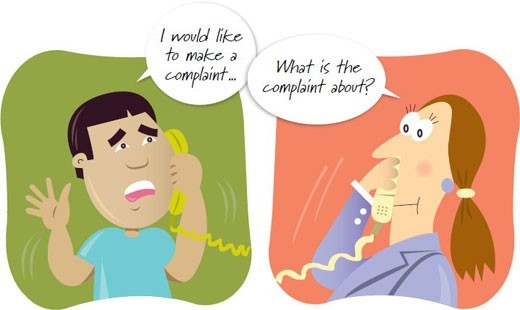 I would like
to make a
complaint...
What is the
complaint about?